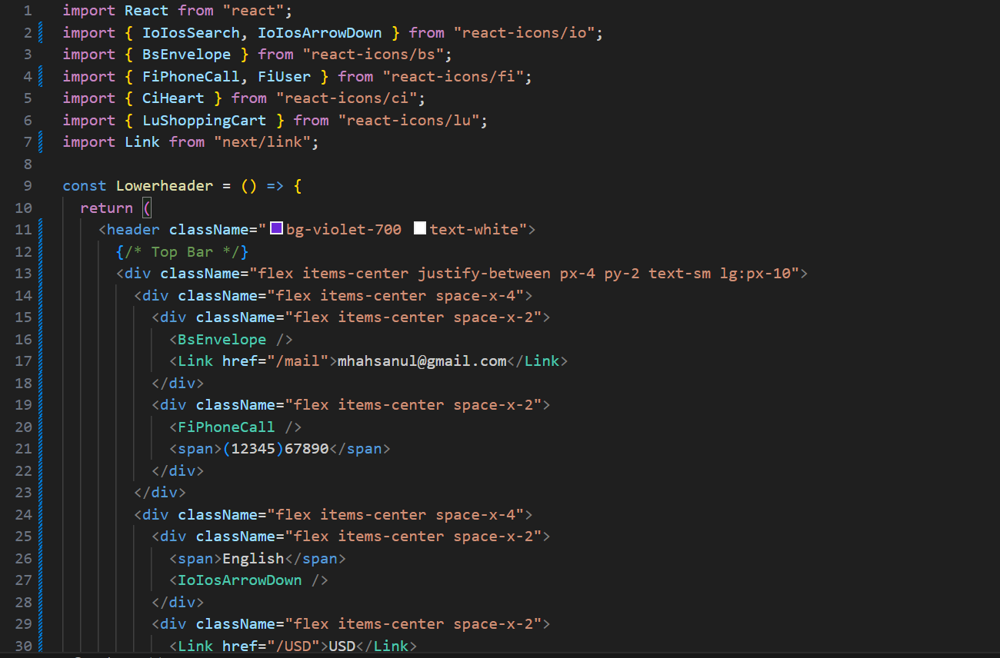 1 import React from "react";
2 import { IoIosSearch, IoIosArrowDown } from "react-icons/io";
3 import { BsEnvelope } from "react-icons/bs";
4 import { FiPhoneCall, FiUser } from "react-icons/fi";
5 import { CiHeart } from "react-icons/ci";
6 import { LuShoppingCart } from "react-icons/lu";
7 import Link from "next/link";
8
9 const Lowerheader = () => {
10 return (
11 <header className="bg-violet-700 text-white">
12 {/* Top Bar */}
13 <div className="flex items-center justify-between px-4 py-2 text-sm lg:px-10">
14 <div className="flex items-center space-x-4">
15 <div className="flex items-center space-x-2">
16 <BsEnvelope />
17 <Link href="/mail">mhahsanul@gmail.com</Link>
18 </div>
19 <div className="flex items-center space-x-2">
20 <FiPhoneCall />
21 <span>(12345)67890</span>
22 </div>
23 </div>
24 <div className="flex items-center space-x-4">
25 <div className="flex items-center space-x-2">
26 <span>English</span>
27 <IoIosArrowDown />
28 </div>
29 <div className="flex items-center space-x-2">
30 <Link href="/USD">USD</Link>